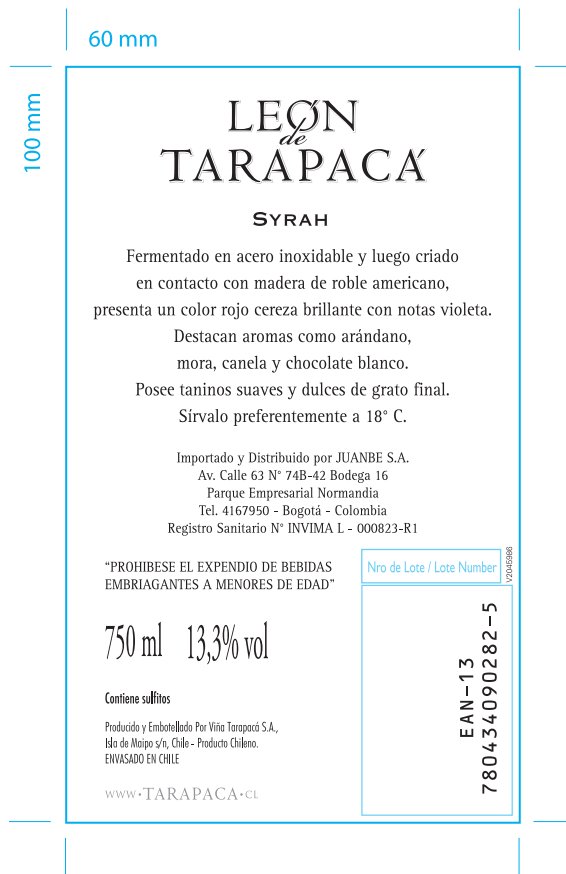 60 mm
100 mm
LEÓN
de
TARAPACÁ
SYRAH
Fermentado en acero inoxidable y luego criado
en contacto con madera de roble americano,
presenta un color rojo cereza brillante con notas violeta.
Destacan aromas como arándano,
mora, canela y chocolate blanco.
Posee taninos suaves y dulces de grato final.
Sírvalo preferentemente a 18° C.
Importado y Distribuido por JUANBE S.A.
Av. Calle 63 N° 74B-42 Bodega 16
Parque Empresarial Normandia
Tel. 4167950 - Bogotá - Colombia
Registro Sanitario N° INVIMA L - 000823-R1
“PROHIBESE EL EXPENDIO DE BEBIDAS
EMBRIAGANTES A MENORES DE EDAD”
Nro de Lote / Lote Number
V2045986
750 ml 13,3% vol
EAN-13
780434090282-5
Contiene sulfitos
Producido y Embotellado Por Viña Tarapacá S.A.,
Isla de Maipo s/n, Chile - Producto Chileno.
ENVASADO EN CHILE
WWW·TARAPACA·CL